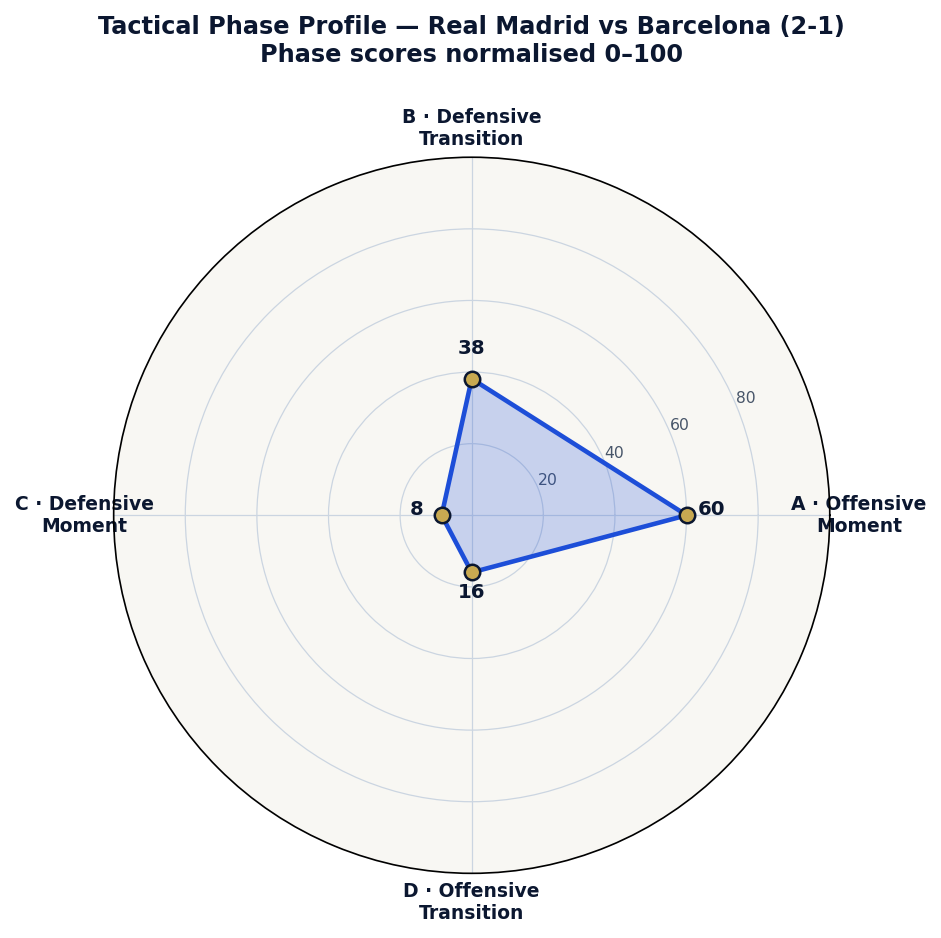 Tactical Phase Profile — Real Madrid vs Barcelona (2-1)
Phase scores normalised 0–100
B · Defensive
Transition
38
80
60
40
20
C · Defensive
Moment
8
60
A · Offensive
Moment
16
D · Offensive
Transition